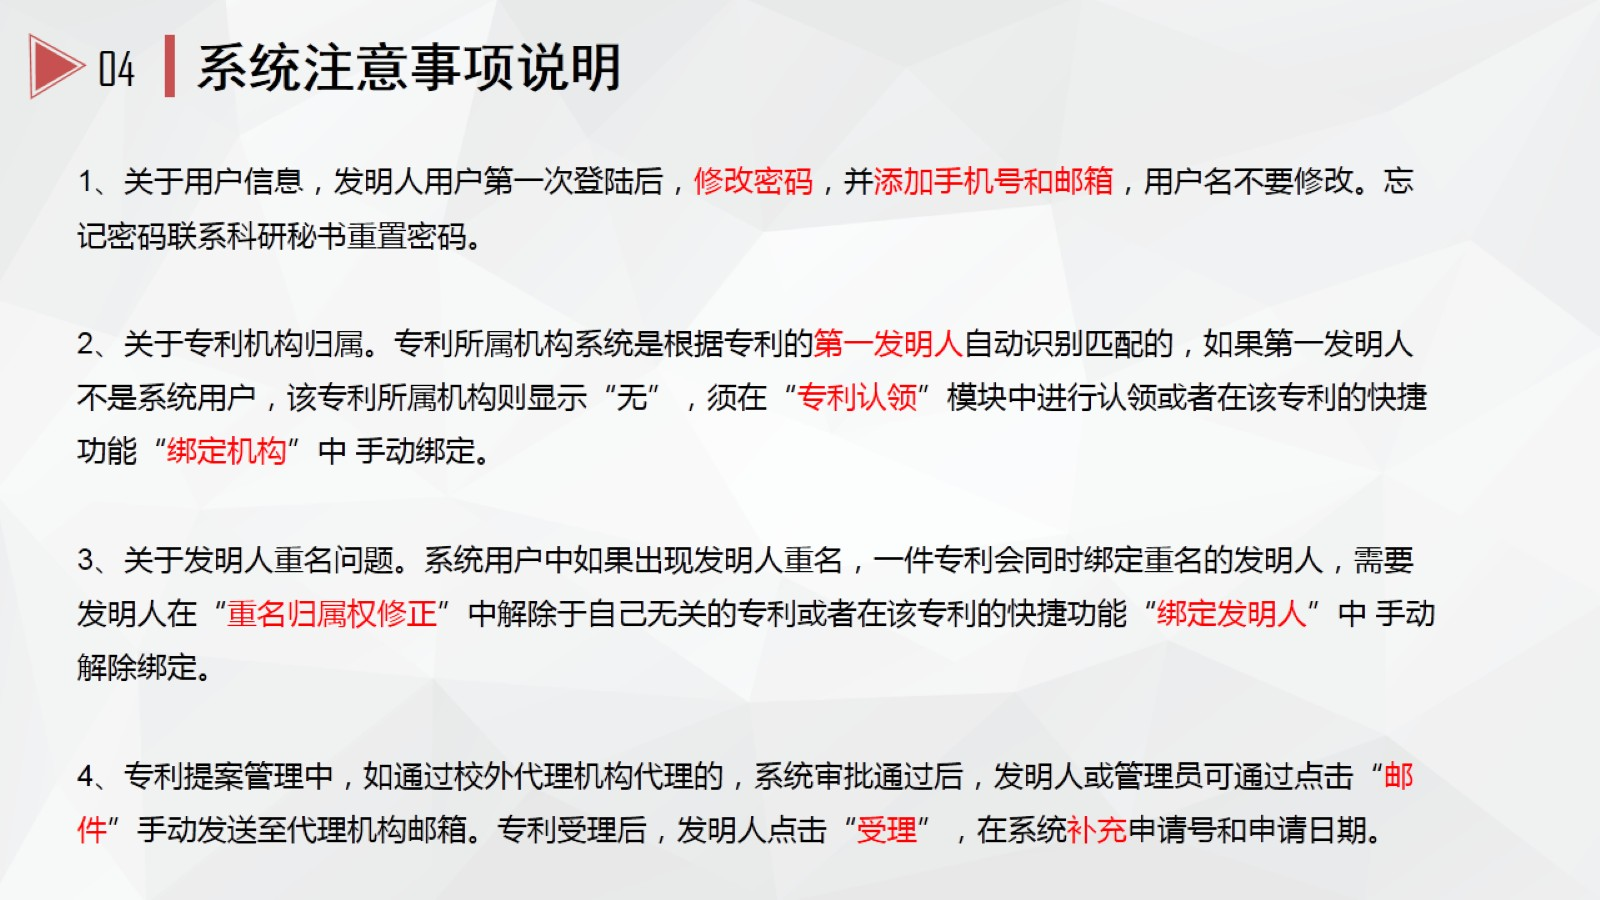 04 系统注意事项说明
1、关于用户信息，发明人用户第一次登陆后，修改密码，并添加手机号和邮箱，用户名不要修改。忘
记密码联系科研秘书重置密码。
2、关于专利机构归属。专利所属机构系统是根据专利的第一发明人自动识别匹配的，如果第一发明人
不是系统用户，该专利所属机构则显示“无”，须在“专利认领”模块中进行认领或者在该专利的快捷
功能“绑定机构”中 手动绑定。
3、关于发明人重名问题。系统用户中如果出现发明人重名，一件专利会同时绑定重名的发明人，需要
发明人在“重名归属权修正”中解除于自己无关的专利或者在该专利的快捷功能“绑定发明人”中 手动
解除绑定。
4、专利提案管理中，如通过校外代理机构代理的，系统审批通过后，发明人或管理员可通过点击“邮
件”手动发送至代理机构邮箱。专利受理后，发明人点击“受理”，在系统补充申请号和申请日期。